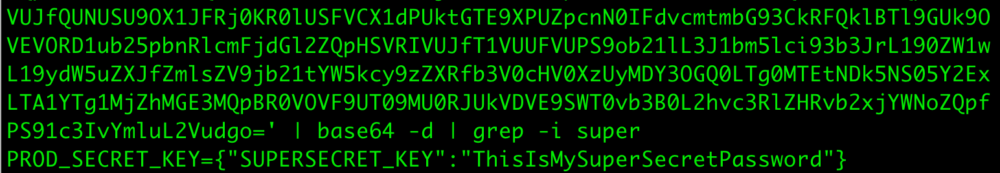 VUJfQUNUSU9OX1JFRj0KR0lUSFVCX1dPUktGTE9XPUZpcnN0IFdvcmtmbG93CkRFQklBTl9GUk9O
VEVORD1ub25pbnRlcmFjdGl2ZQpHSVRIVUJfT1VUUFVUPS9ob21lL3J1bm5lci93b3JrL190ZW1w
L19ydW5uZXJfZmlsZV9jb21tYW5kcy9zZXRfb3V0cHV0XzUyMDY3OGQ0LTg0MTEtNDk5NS05Y2Ex
LTA1YTg1MjZhMGE3MQpBR0VOVF9UT09MU0RJUkVDVE9SWT0vb3B0L2hvc3RlZHRvb2xjYWNoZQpf
PS91c3IvYmluL2Vudgo=' | base64 -d | grep -i super
PROD_SECRET_KEY={"SUPERSECRET_KEY":"ThisIsMySuperSecretPassword"}